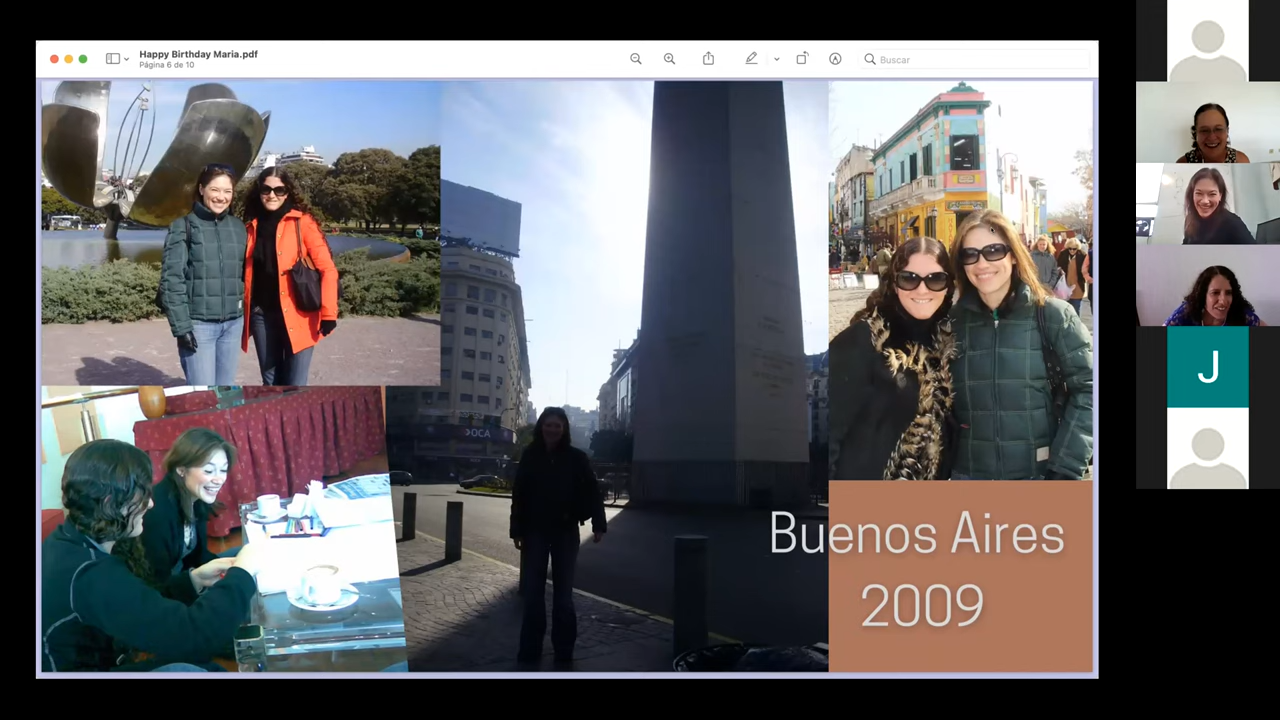 Happy Birthday Maria.pdf
Página 6 de 10
Buscar
>OCA
Buenos Aires
2009
J